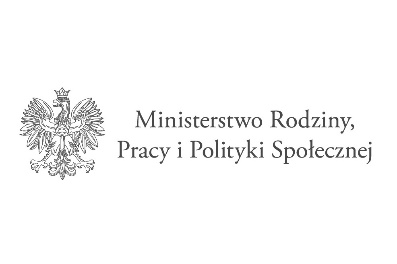 Ministerstwo Rodziny,
Pracy i Polityki Społecznej